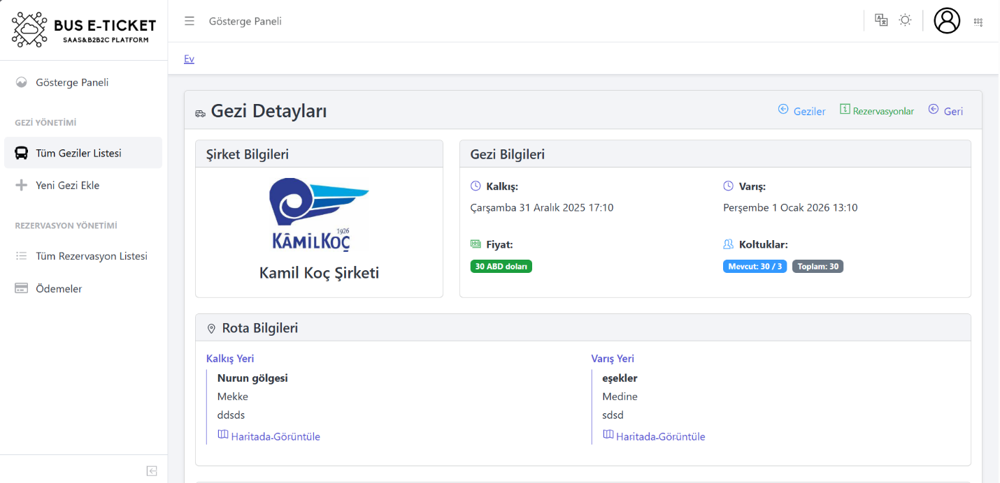 BUS E-TICKET
SAAS&B2B2C PLATFORM
Gösterge Paneli
Ev
Gösterge Paneli
GEZİ YÖNETİMİ
Tüm Geziler Listesi
Yeni Gezi Ekle
REZERVASYON YÖNETİMİ
Tüm Rezervasyon Listesi
Ödemeler
Gezi Detayları
Geziler
Rezervasyonlar
Geri
Şirket Bilgileri
1926
KÂMİLKOÇ
Kamil Koç Şirketi
Gezi Bilgileri
Kalkış:
Çarşamba 31 Aralık 2025 17:10
Varış:
Perşembe 1 Ocak 2026 13:10
Fiyat:
30 ABD doları
Koltuklar:
Mevcut: 30 / 3 Toplam: 30
Rota Bilgileri
Kalkış Yeri
Nurun gölgesi
Mekke
ddsds
Haritada Görüntüle
Varış Yeri
eşekler
Medine
sdsd
Haritada Görüntüle